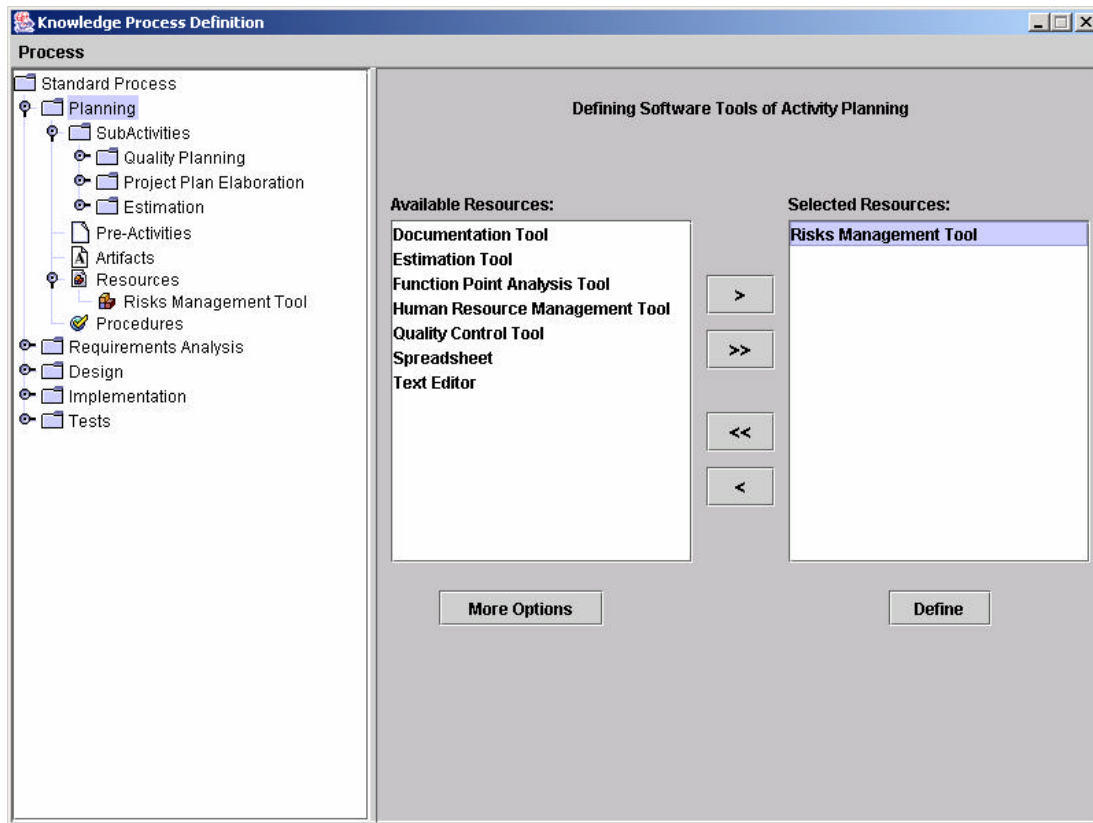 Knowledge Process Definition
Process
Standard Process
Planning
SubActivities
Quality Planning
Project Plan Elaboration
Estimation
Pre-Activities
A Artifacts
Resources
Risks Management Tool
Procedures
Requirements Analysis
Design
Implementation
Tests
Defining Software Tools of Activity Planning
Available Resources:
Documentation Tool
Estimation Tool
Function Point Analysis Tool
Human Resource Management Tool
Quality Control Tool
Spreadsheet
Text Editor
>
>>
<<
<
Selected Resources:
Risks Management Tool
More Options
Define